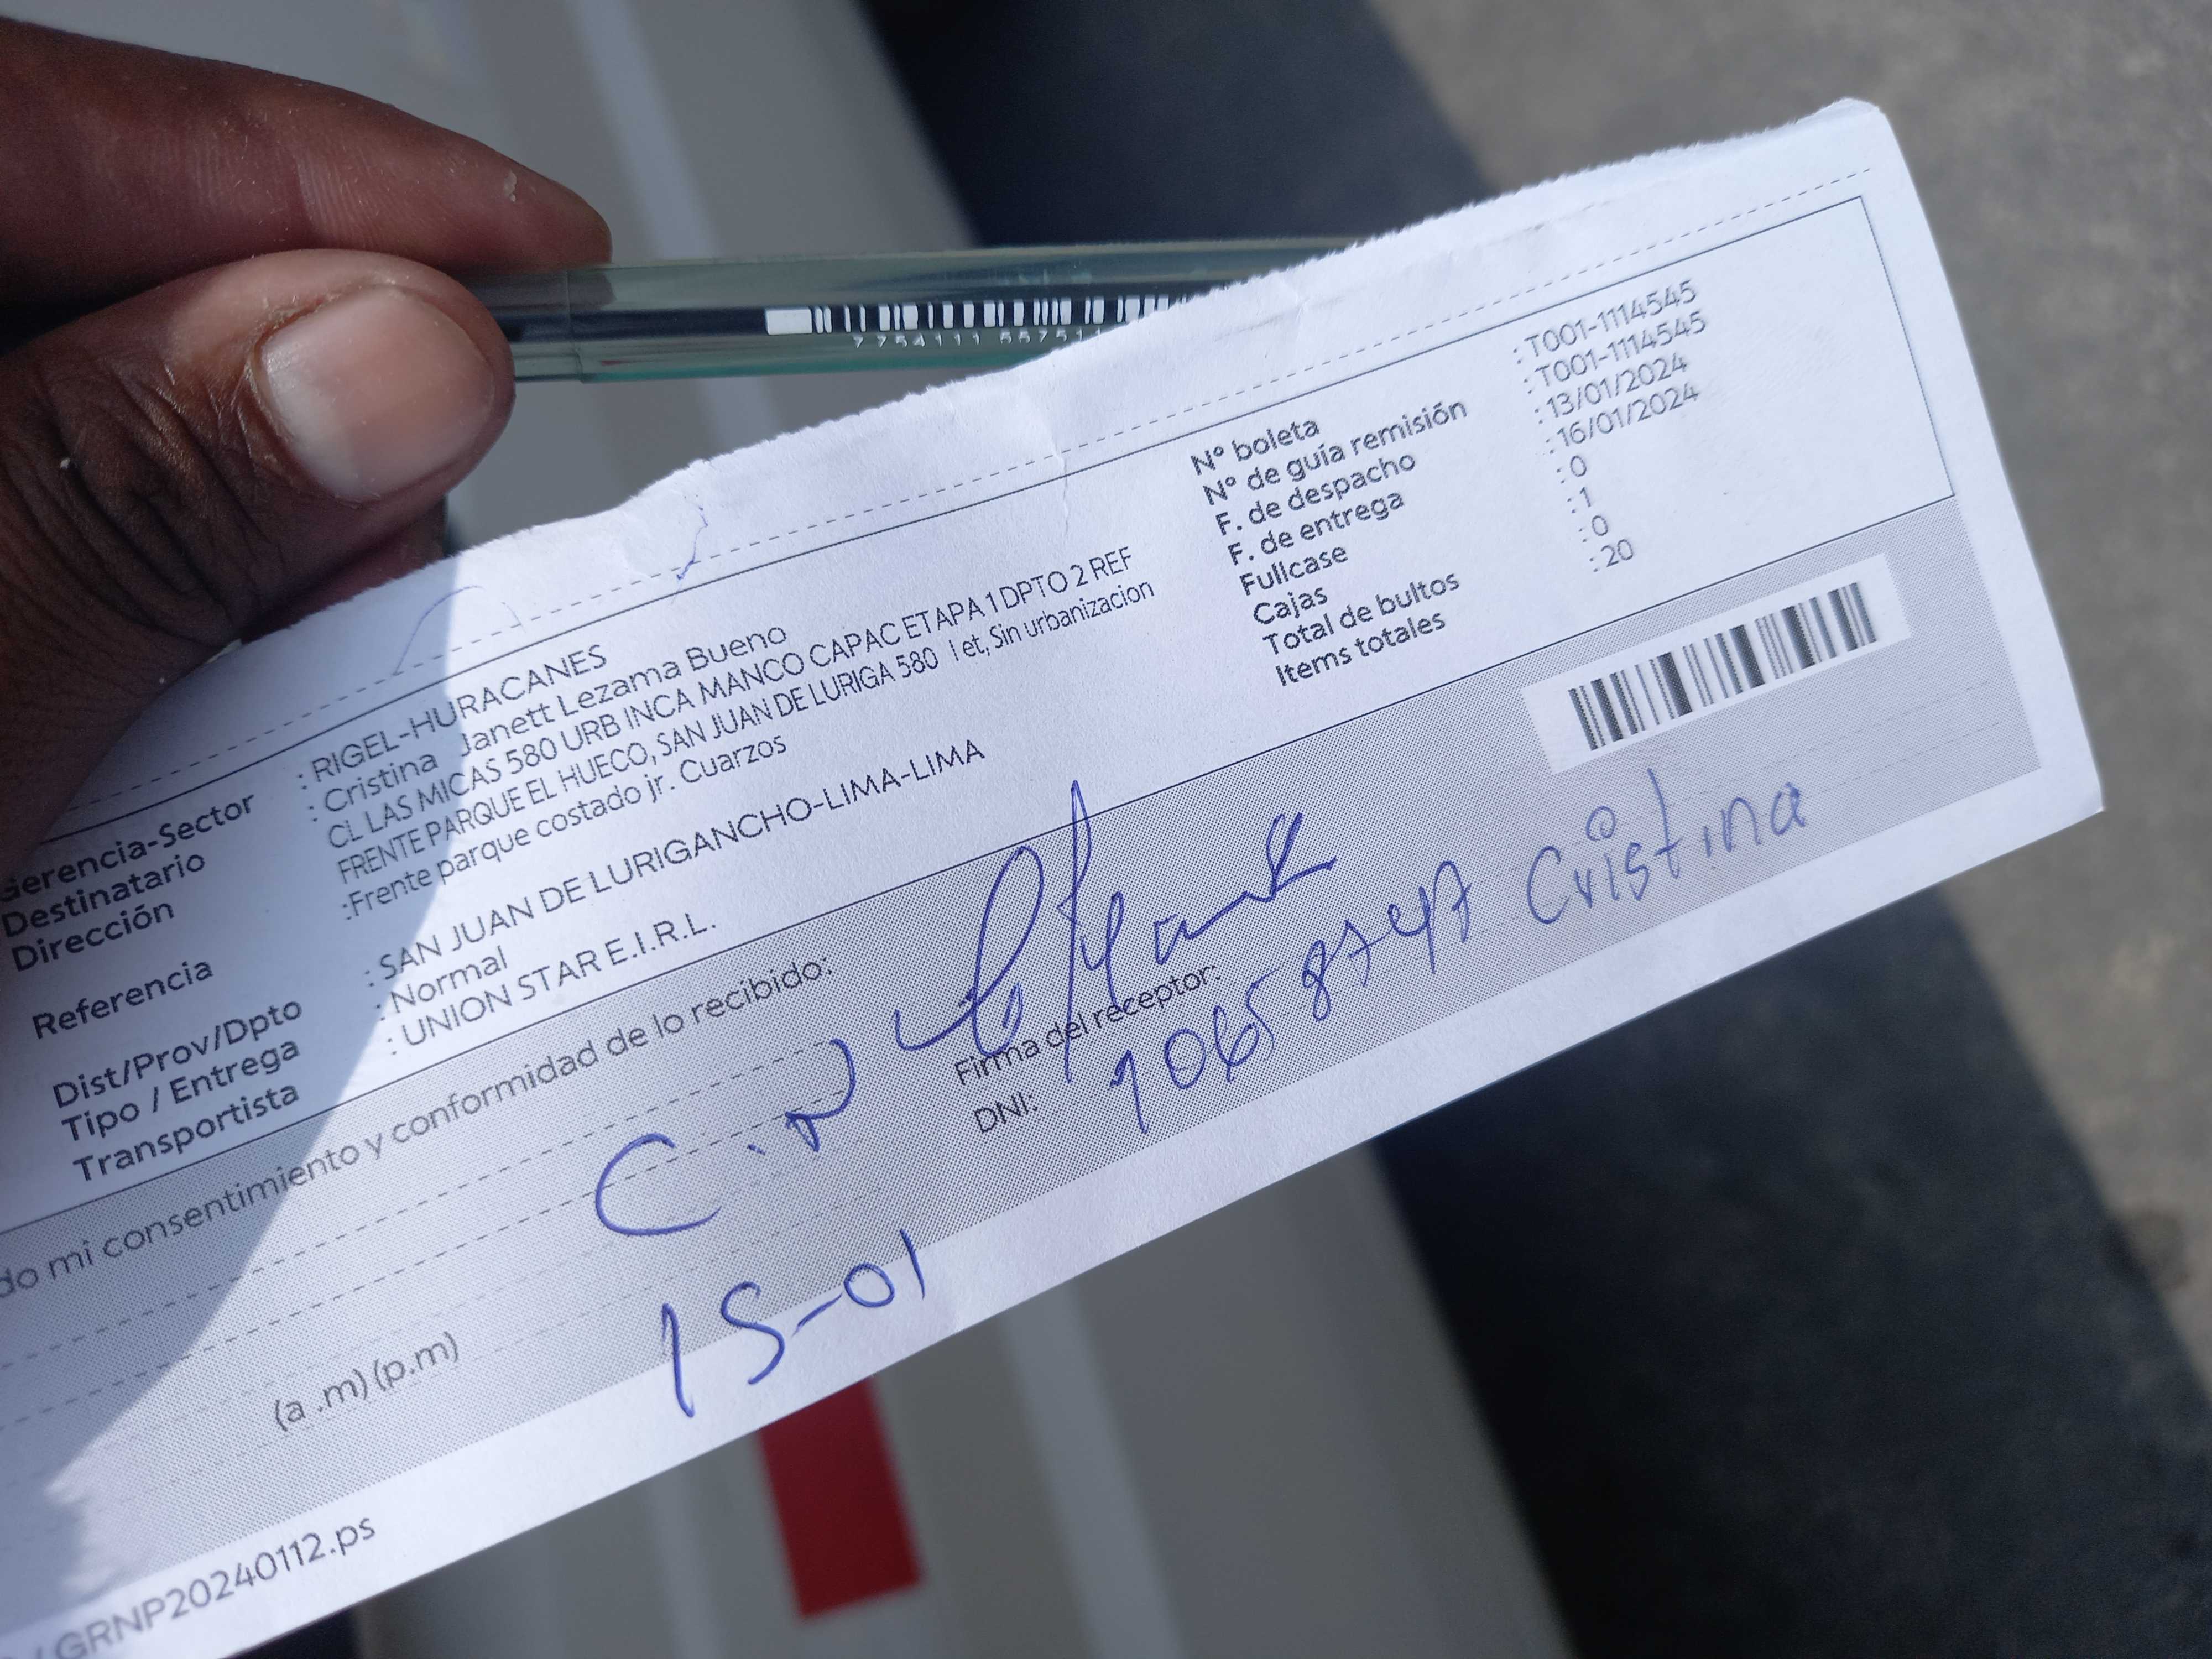 7 754111 55751
Gerencia-Sector : RIGEL-HURACANES
Destinatario : Cristina Janett Lezama Bueno
Dirección CL LAS MICAS 580 URB INCA MANCO CAPAC ETAPA 1 DPTO 2 REF
FRENTE PARQUE EL HUECO, SAN JUAN DE LURIGA 580 1 et, Sin urbanizacion
Referencia :Frente parque costado jr. Cuarzos
Dist/Prov/Dpto : SAN JUAN DE LURIGANCHO-LIMA-LIMA
Tipo / Entrega : Normal
Transportista : UNION STAR E.I.R.L.
N° boleta : T001-1114545
N° de guía remisión : T001-1114545
F. de despacho : 13/01/2024
F. de entrega : 16/01/2024
Fullcase : 0
Cajas : 1
Total de bultos : 0
Items totales : 20
do mi consentimiento y conformidad de lo recibido:
Firma del receptor:
DNI:
Cristina
15-01
(a .m) (p.m)
/ GRNP20240112.ps